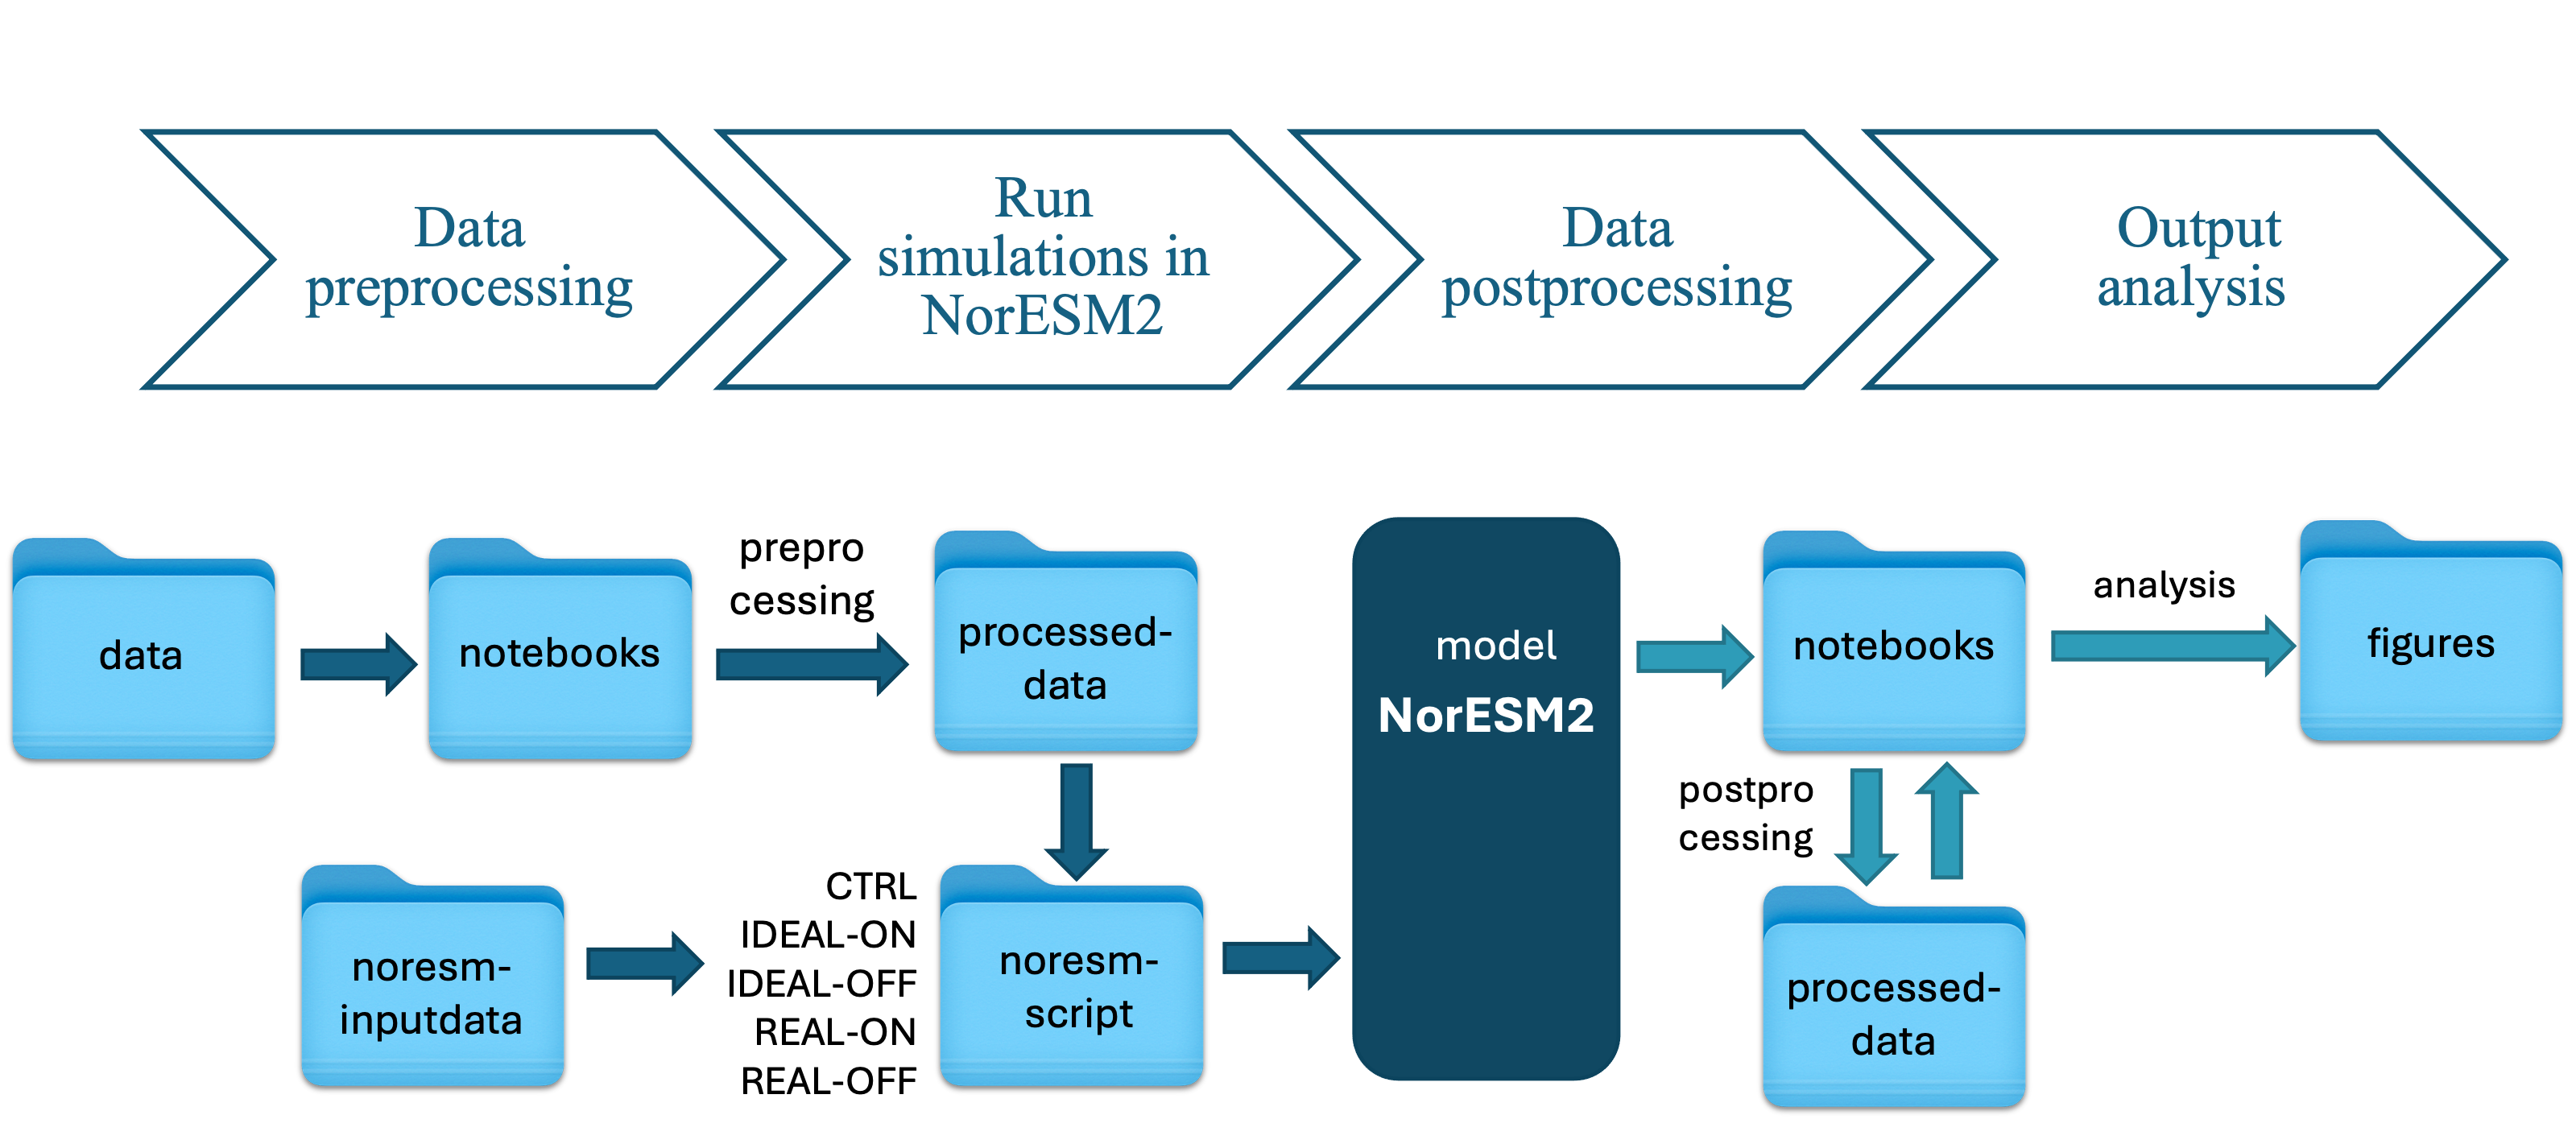 Data
preprocessing
Run
simulations in
NorESM2
Data
postprocessing
Output
analysis
data
notebooks
prepro
cessing
processed-
data
model
NorESM2
notebooks
analysis
figures
postpro
cessing
noresm-
inputdata
CTRL
IDEAL-ON
IDEAL-OFF
REAL-ON
REAL-OFF
noresm-
script
processed-
data